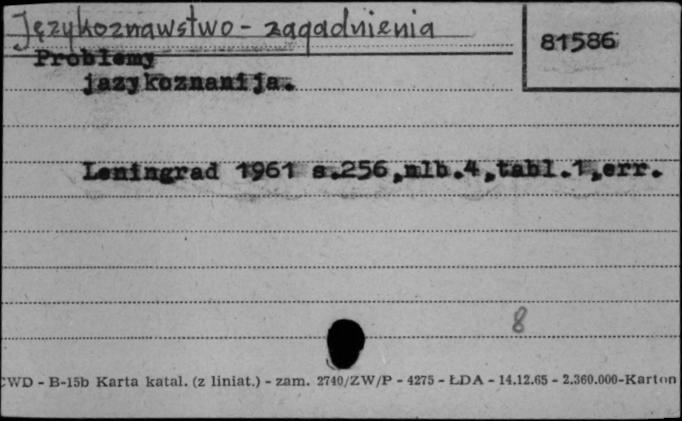 Językoznawstwo - zagadnienia
81586
Problemy
jazykoznanija.
Leningrad 1961 s.256,nlb.4,tabl.1,err.
8
CWD - B-15b Karta katal. (z liniat.) - zam. 2740/ZW/P - 4275 - ŁDA - 14.12.65 - 2.360.000-Karton